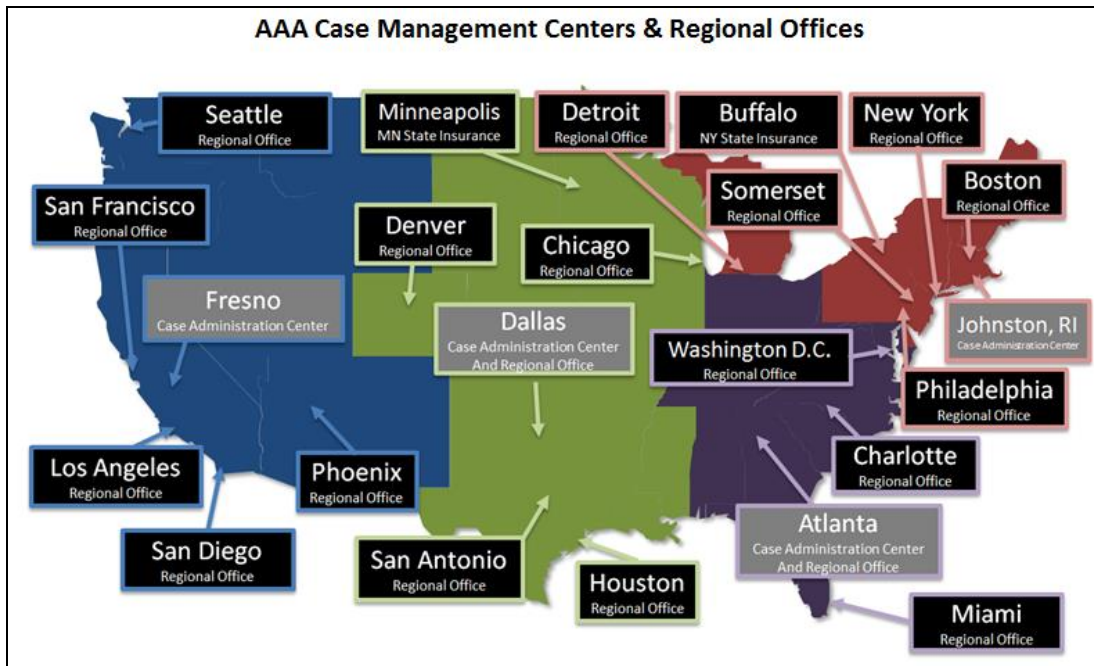 AAA Case Management Centers & Regional Offices
Seattle
Regional Office
Minneapolis
MN State Insurance
Detroit
Regional Office
Buffalo
NY State Insurance
New York
Regional Office
San Francisco
Regional Office
Denver
Regional Office
Chicago
Regional Office
Somerset
Regional Office
Boston
Regional Office
Fresno
Case Administration Center
Dallas
Case Administration Center
And Regional Office
Washington D.C.
Regional Office
Johnston, RI
Case Administration Center
Philadelphia
Regional Office
Los Angeles
Regional Office
Phoenix
Regional Office
Charlotte
Regional Office
San Diego
Regional Office
San Antonio
Regional Office
Houston
Regional Office
Atlanta
Case Administration Center
And Regional Office
Miami
Regional Office